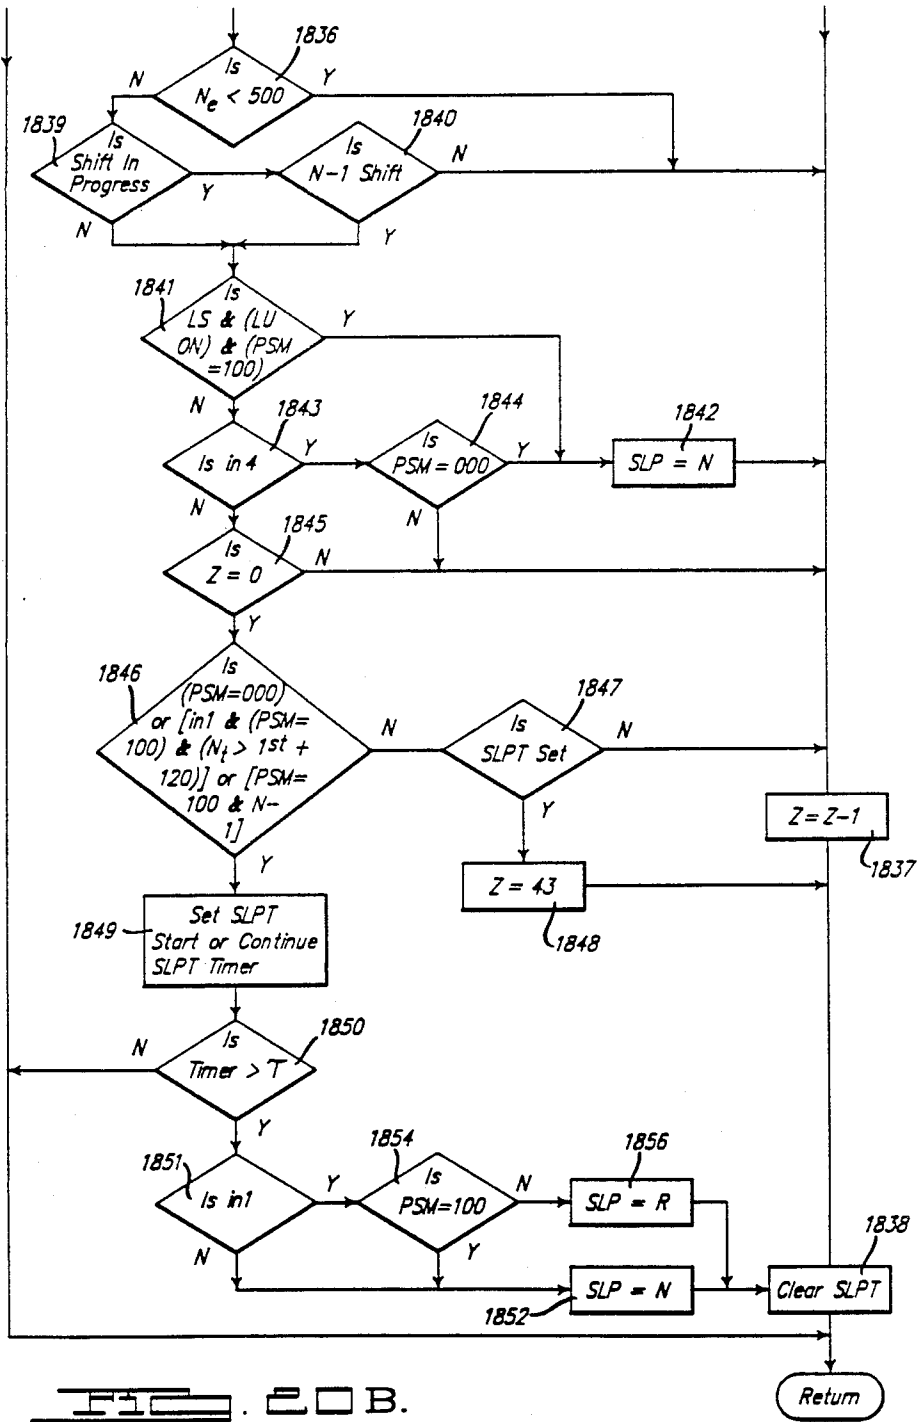 1836
Is
N Ne < 500 Y
1839
Is
Shift In
Progress
Y
1840
Is
N-1 Shift
N
N
Y
1841
Is
LS & (LU
ON) & (PSM
=100)
Y
N
1843
Is in 4
Y
1844
Is
PSM = 000
Y
1842
SLP = N
N
N
1845
Is
Z = 0
N
Y
1846
Is
(PSM=000)
or [in1 & (PSM=
100) & (Nt > 1st +
120)] or [PSM=
100 & N-
1]
N
1847
Is
SLPT Set
N
Y
Z = Z-1
1837
Y
Z = 43
1848
1849
Set SLPT
Start or Continue
SLPT Timer
1850
Is
Timer > T
N
Y
1851
Is in1
Y
1854
Is
PSM=100
N
1856
SLP = R
N
Y
1838
Clear SLPT
SLP = N
1852
FIG. 20B.
Return